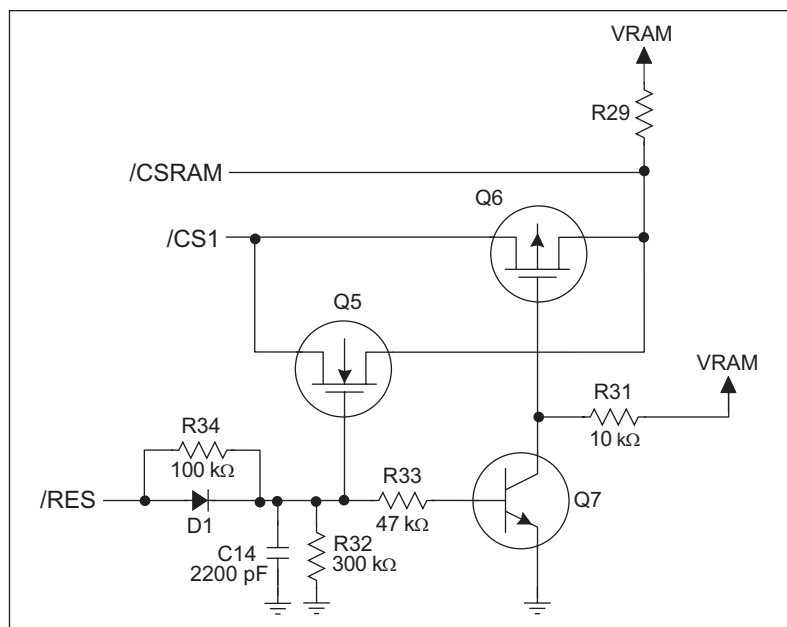 VRAM
R29
/CSRAM
Q6
/CS1
Q5
VRAM
R31
10 kΩ
R34
100 kΩ
R33
47 kΩ
Q7
/RES
D1
C14
2200 pF
R32
300 kΩ